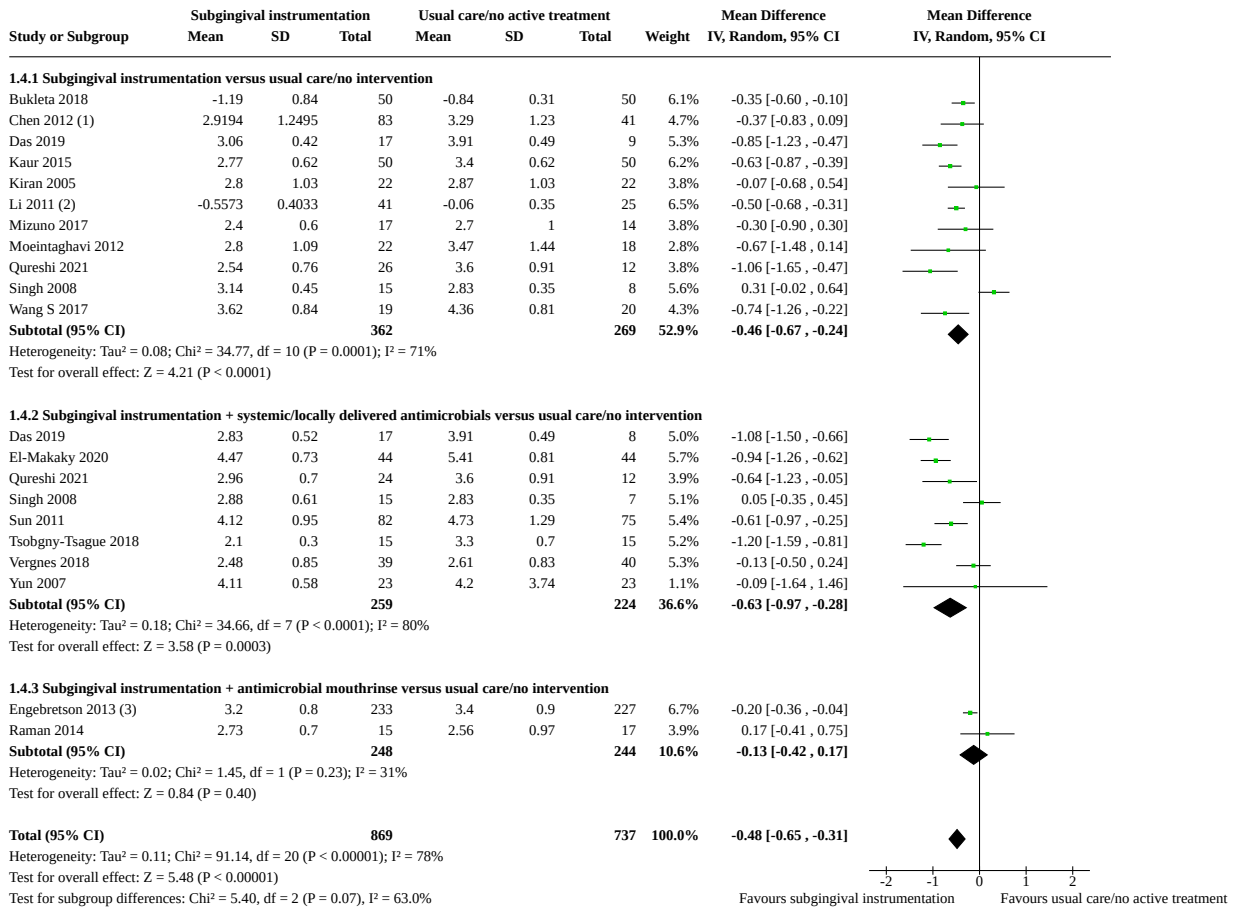 Subgingival instrumentation Usual care/no active treatment Mean Difference Mean Difference
Study or Subgroup Mean SD Total Mean SD Total Weight IV, Random, 95% CI IV, Random, 95% CI
1.4.1 Subgingival instrumentation versus usual care/no intervention
Bukleta 2018 -1.19 0.84 50 -0.84 0.31 50 6.1% -0.35 [-0.60 , -0.10]
Chen 2012 (1) 2.9194 1.2495 83 3.29 1.23 41 4.7% -0.37 [-0.83 , 0.09]
Das 2019 3.06 0.42 17 3.91 0.49 9 5.3% -0.85 [-1.23 , -0.47]
Kaur 2015 2.77 0.62 50 3.4 0.62 50 6.2% -0.63 [-0.87 , -0.39]
Kiran 2005 2.8 1.03 22 2.87 1.03 22 3.8% -0.07 [-0.68 , 0.54]
Li 2011 (2) -0.5573 0.4033 41 -0.06 0.35 25 6.5% -0.50 [-0.68 , -0.31]
Mizuno 2017 2.4 0.6 17 2.7 1 14 3.8% -0.30 [-0.90 , 0.30]
Moeintaghavi 2012 2.8 1.09 22 3.47 1.44 18 2.8% -0.67 [-1.48 , 0.14]
Qureshi 2021 2.54 0.76 26 3.6 0.91 12 3.8% -1.06 [-1.65 , -0.47]
Singh 2008 3.14 0.45 15 2.83 0.35 8 5.6% 0.31 [-0.02 , 0.64]
Wang S 2017 3.62 0.84 19 4.36 0.81 20 4.3% -0.74 [-1.26 , -0.22]
Subtotal (95% CI) 362 269 52.9% -0.46 [-0.67 , -0.24]
Heterogeneity: Tau² = 0.08; Chi² = 34.77, df = 10 (P = 0.0001); I² = 71%
Test for overall effect: Z = 4.21 (P < 0.0001)
1.4.2 Subgingival instrumentation + systemic/locally delivered antimicrobials versus usual care/no intervention
Das 2019 2.83 0.52 17 3.91 0.49 8 5.0% -1.08 [-1.50 , -0.66]
El-Makaky 2020 4.47 0.73 44 5.41 0.81 44 5.7% -0.94 [-1.26 , -0.62]
Qureshi 2021 2.96 0.7 24 3.6 0.91 12 3.9% -0.64 [-1.23 , -0.05]
Singh 2008 2.88 0.61 15 2.83 0.35 7 5.1% 0.05 [-0.35 , 0.45]
Sun 2011 4.12 0.95 82 4.73 1.29 75 5.4% -0.61 [-0.97 , -0.25]
Tsobgny-Tsague 2018 2.1 0.3 15 3.3 0.7 15 5.2% -1.20 [-1.59 , -0.81]
Vergnes 2018 2.48 0.85 39 2.61 0.83 40 5.3% -0.13 [-0.50 , 0.24]
Yun 2007 4.11 0.58 23 4.2 3.74 23 1.1% -0.09 [-1.64 , 1.46]
Subtotal (95% CI) 259 224 36.6% -0.63 [-0.97 , -0.28]
Heterogeneity: Tau² = 0.18; Chi² = 34.66, df = 7 (P < 0.0001); I² = 80%
Test for overall effect: Z = 3.58 (P = 0.0003)
1.4.3 Subgingival instrumentation + antimicrobial mouthrinse versus usual care/no intervention
Engebretson 2013 (3) 3.2 0.8 233 3.4 0.9 227 6.7% -0.20 [-0.36 , -0.04]
Raman 2014 2.73 0.7 15 2.56 0.97 17 3.9% 0.17 [-0.41 , 0.75]
Subtotal (95% CI) 248 244 10.6% -0.13 [-0.42 , 0.17]
Heterogeneity: Tau² = 0.02; Chi² = 1.45, df = 1 (P = 0.23); I² = 31%
Test for overall effect: Z = 0.84 (P = 0.40)
Total (95% CI) 869 737 100.0% -0.48 [-0.65 , -0.31]
Heterogeneity: Tau² = 0.11; Chi² = 91.14, df = 20 (P < 0.00001); I² = 78%
Test for overall effect: Z = 5.48 (P < 0.00001) -2 -1 0 1 2
Test for subgroup differences: Chi² = 5.40, df = 2 (P = 0.07), I² = 63.0% Favours subgingival instrumentation Favours usual care/no active treatment